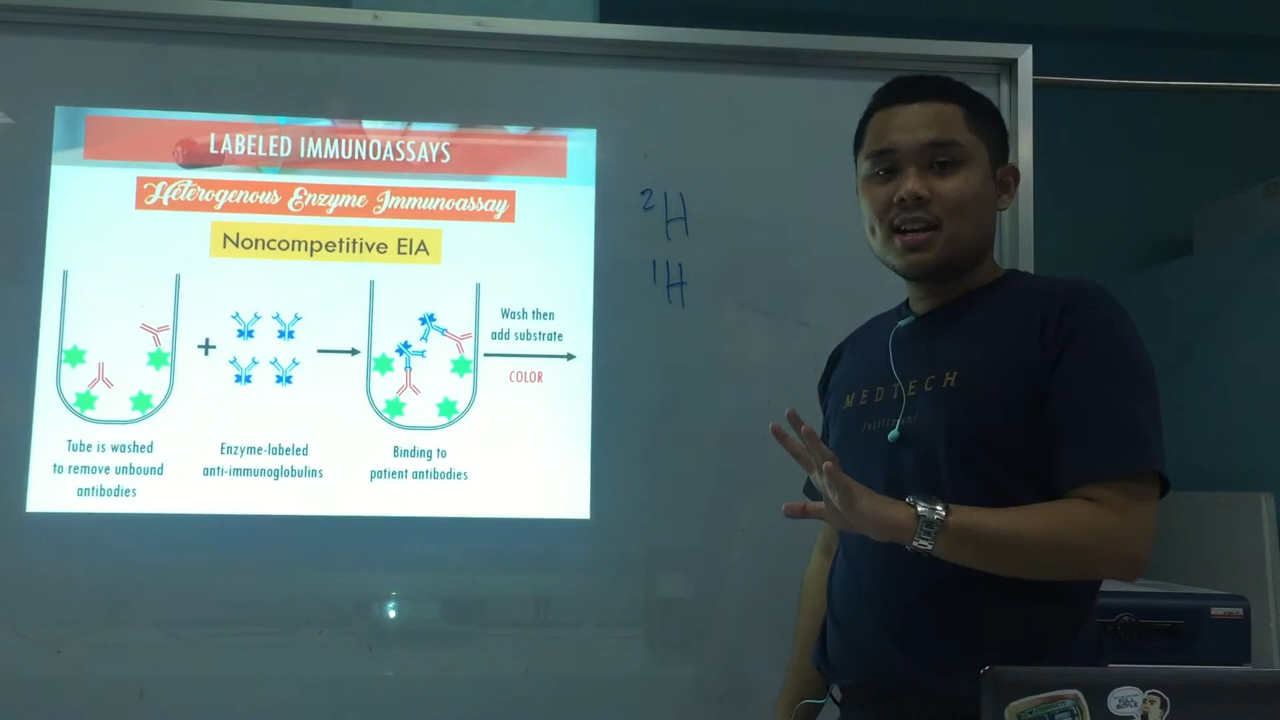 LABELED IMMUNOASSAYS
Heterogenous Enzyme Immunoassay
Noncompetitive EIA
Wash then
add substrate
COLOR
+
Tube is washed
to remove unbound
antibodies
Enzyme-labeled
anti-immunoglobulins
Binding to
patient antibodies
²H
¹H
MEDTECH